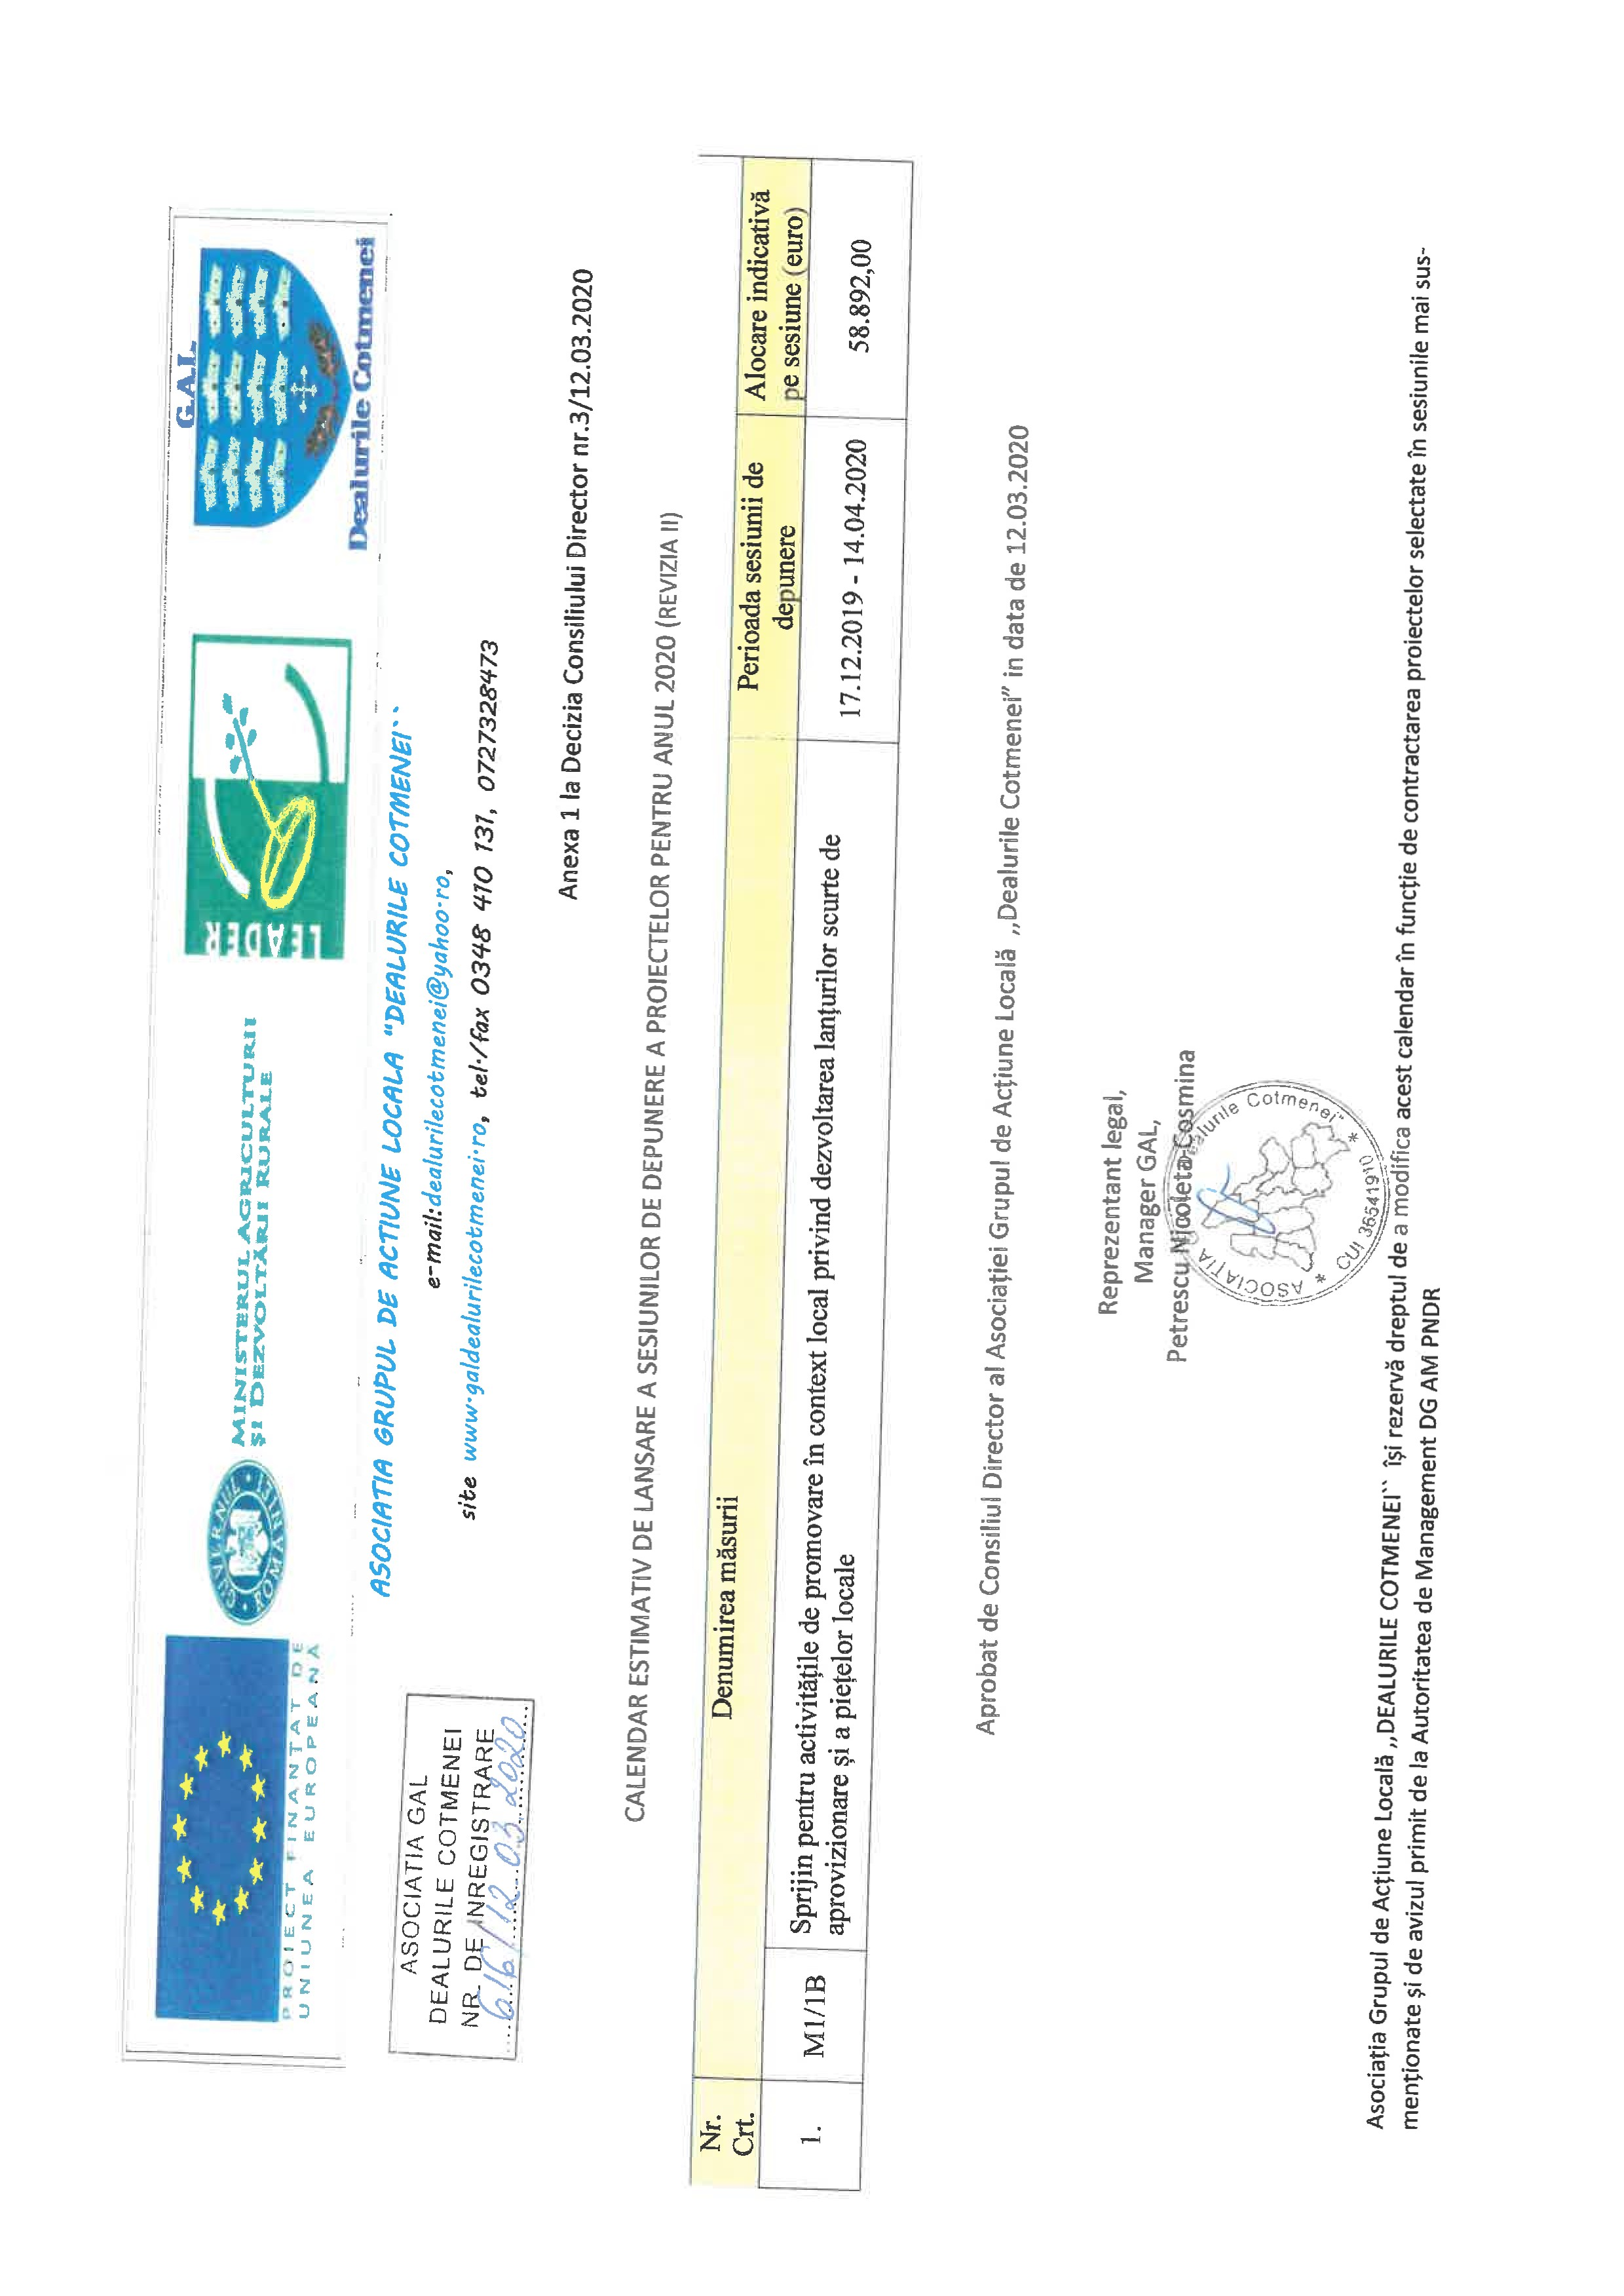 PROIECT FINANTAT DE
UNIUNEA EUROPEANĂ
GUVERNUL ROMÂNIEI
MINISTERUL AGRICULTURII
ŞI DEZVOLTĂRII RURALE
LEADER
GAL
Dealurile Cotmenei
ASOCIATIA GRUPUL DE ACTIUNE LOCALA "DEALURILE COTMENEI``
e-mail:dealurilecotmenei@yahoo.ro,
site www.galdealurilecotmenei.ro, tel./fax 0348 410 131, 0727328473
ASOCIATIA GAL
DEALURILE COTMENEI
NR. DE INREGISTRARE
616/12.03.2020
Anexa 1 la Decizia Consiliului Director nr.3/12.03.2020
CALENDAR ESTIMATIV DE LANSARE A SESIUNILOR DE DEPUNERE A PROIECTELOR PENTRU ANUL 2020 (REVIZIA II)
Nr. Crt.
Denumirea măsurii
Perioada sesiunii de depunere
Alocare indicativă pe sesiune (euro)
1.
M1/1B
Sprijin pentru activitățile de promovare în context local privind dezvoltarea lanțurilor scurte de
aprovizionare și a piețelor locale
17.12.2019 - 14.04.2020
58.892,00
Aprobat de Consiliul Director al Asociației Grupul de Acțiune Locală ,,Dealurile Cotmenei" in data de 12.03.2020
Reprezentant legal,
Manager GAL,
Petrescu Nicoleta-Cosmina
ASOCIAȚIA
Dealurile Cotmenei"
* CUI 36541910 *
Asociația Grupul de Acțiune Locală ,,DEALURILE COTMENEI`` își rezervă dreptul de a modifica acest calendar în funcție de contractarea proiectelor selectate în sesiunile mai sus-
menționate și de avizul primit de la Autoritatea de Management DG AM PNDR